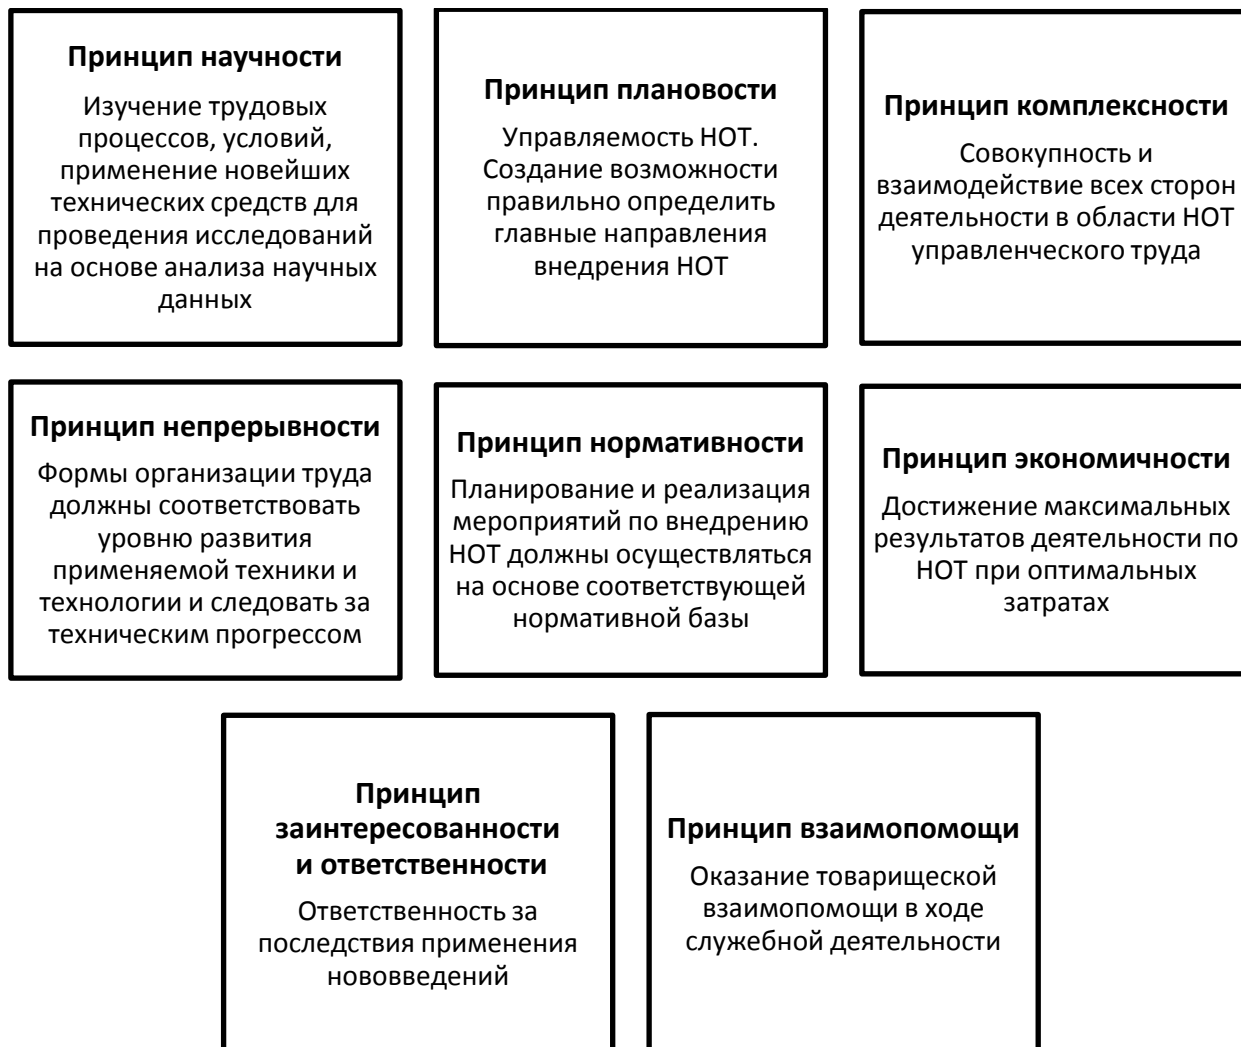 Принцип научности
Изучение трудовых
процессов, условий,
применение новейших
технических средств для
проведения исследований
на основе анализа научных
данных
Принцип плановости
Управляемость НОТ.
Создание возможности
правильно определить
главные направления
внедрения НОТ
Принцип комплексности
Совокупность и
взаимодействие всех сторон
деятельности в области НОТ
управленческого труда
Принцип непрерывности
Формы организации труда
должны соответствовать
уровню развития
применяемой техники и
технологии и следовать за
техническим прогрессом
Принцип нормативности
Планирование и реализация
мероприятий по внедрению
НОТ должны осуществляться
на основе соответствующей
нормативной базы
Принцип экономичности
Достижение максимальных
результатов деятельности по
НОТ при оптимальных
затратах
Принцип
заинтересованности
и ответственности
Ответственность за
последствия применения
нововведений
Принцип взаимопомощи
Оказание товарищеской
взаимопомощи в ходе
служебной деятельности